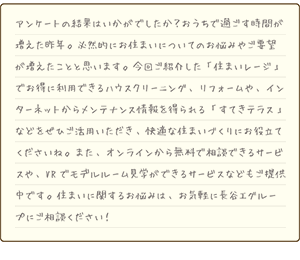 アンケートの結果はいかがでしたか？おうちで過ごす時間が
増えた昨年。必然的にお住まいについてのお悩みやご要望
が増えたことと思います。今回ご紹介した「住まいレージ」
でお得に利用できるハウスクリーニング、リフォームや、イン
ターネットからメンテナンス情報を得られる「すてきテラス」
などをぜひご活用いただき、快適な住まいづくりにお役立て
くださいね。また、オンラインから無料で相談できるサービ
スや、VRでモデルルーム見学ができるサービスなどもご提供
中です。住まいに関するお悩みは、お気軽に長谷工グルー
プにご相談ください！